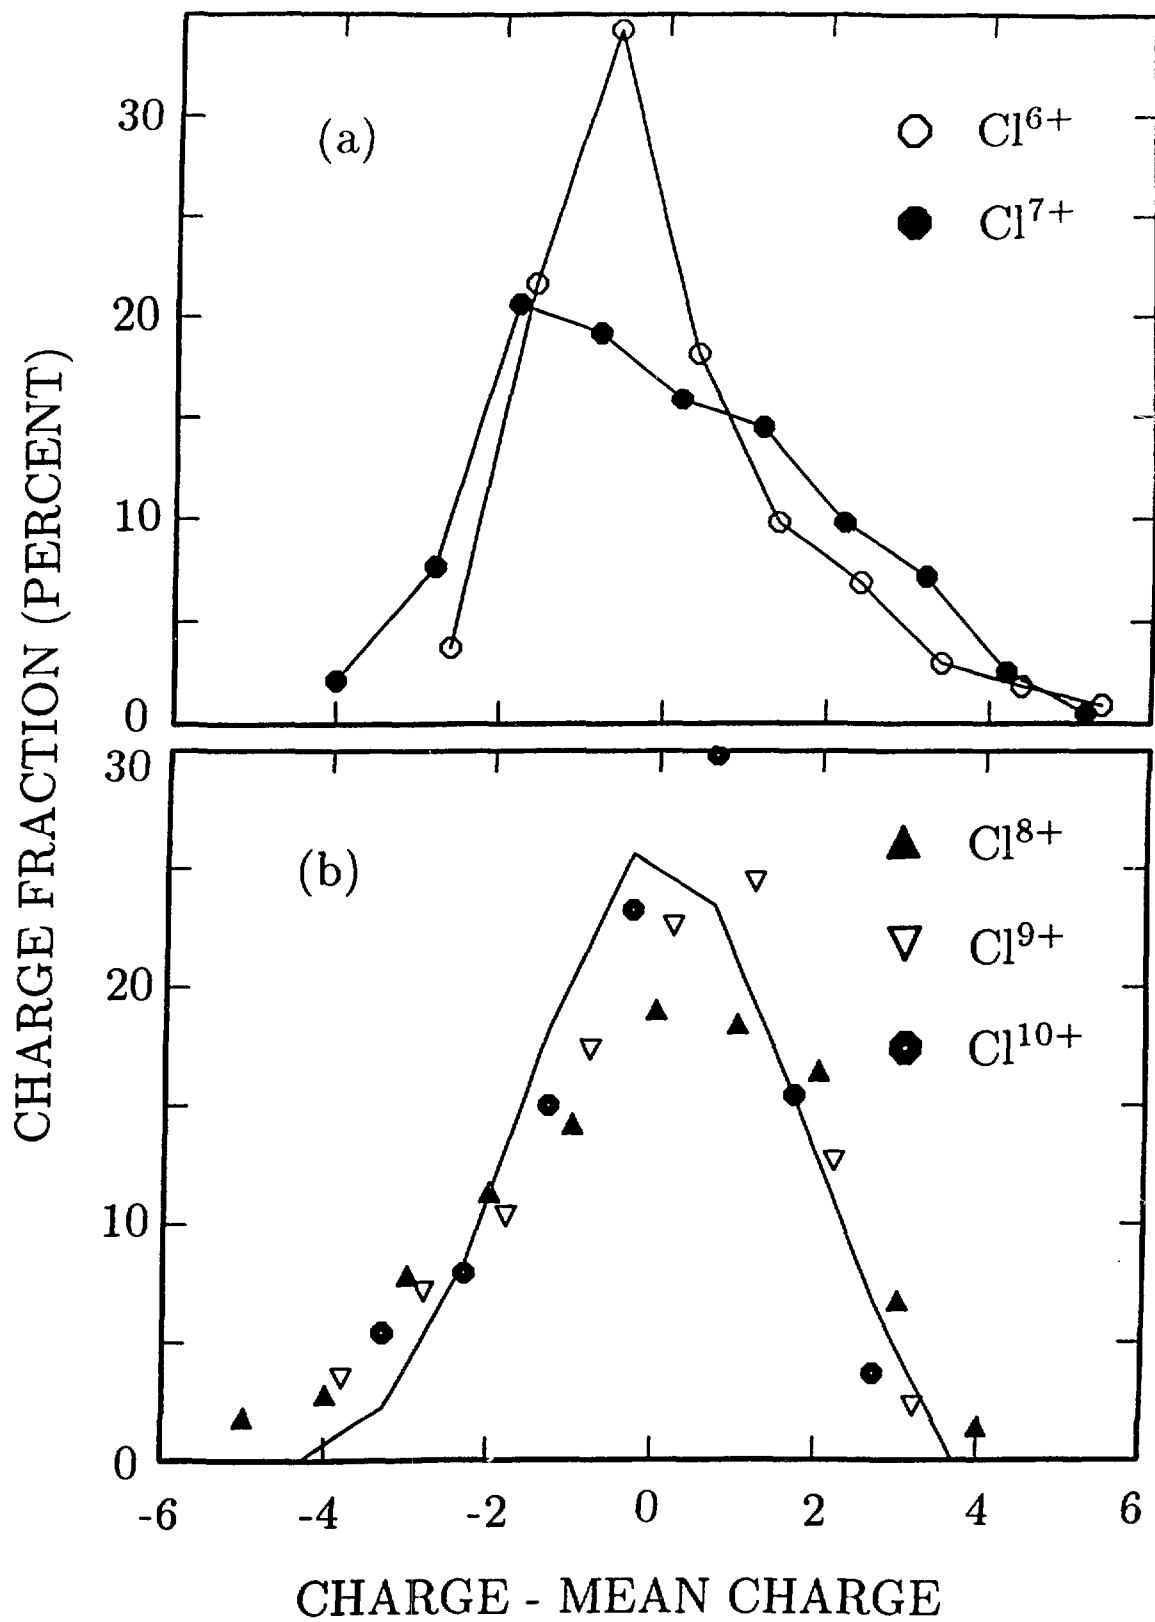 30
(a)
Cl⁶⁺
Cl⁷⁺
20
10
0
CHARGE FRACTION (PERCENT)
30
(b)
Cl⁸⁺
Cl⁹⁺
20
Cl¹⁰⁺
10
0
-6 -4 -2 0 2 4 6
CHARGE - MEAN CHARGE